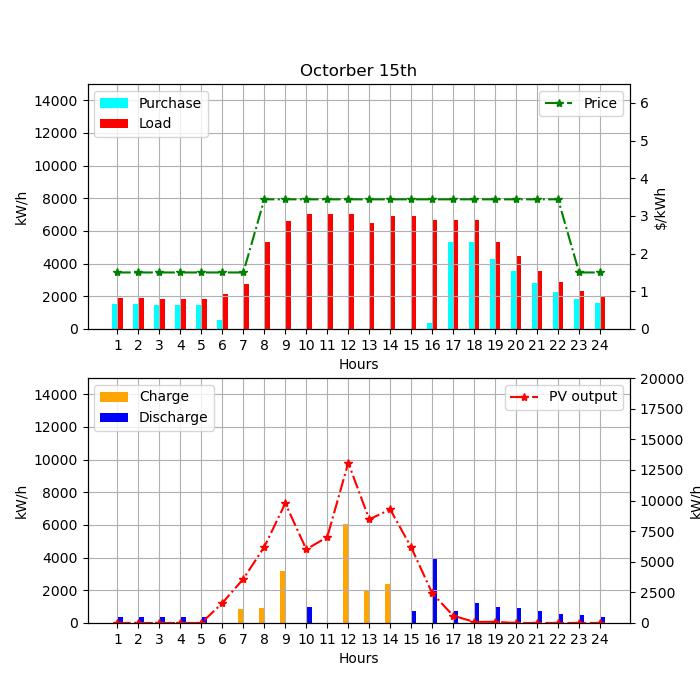 Octorber 15th
Purchase
Load
Price
14000
12000
10000
8000
6000
4000
2000
0
kW/h
6
5
4
3
2
1
0
$/kWh
1 2 3 4 5 6 7 8 9 10 11 12 13 14 15 16 17 18 19 20 21 22 23 24
Hours
Charge
Discharge
PV output
14000
12000
10000
8000
6000
4000
2000
0
kW/h
20000
17500
15000
12500
10000
7500
5000
2500
0
kW/h
1 2 3 4 5 6 7 8 9 10 11 12 13 14 15 16 17 18 19 20 21 22 23 24
Hours